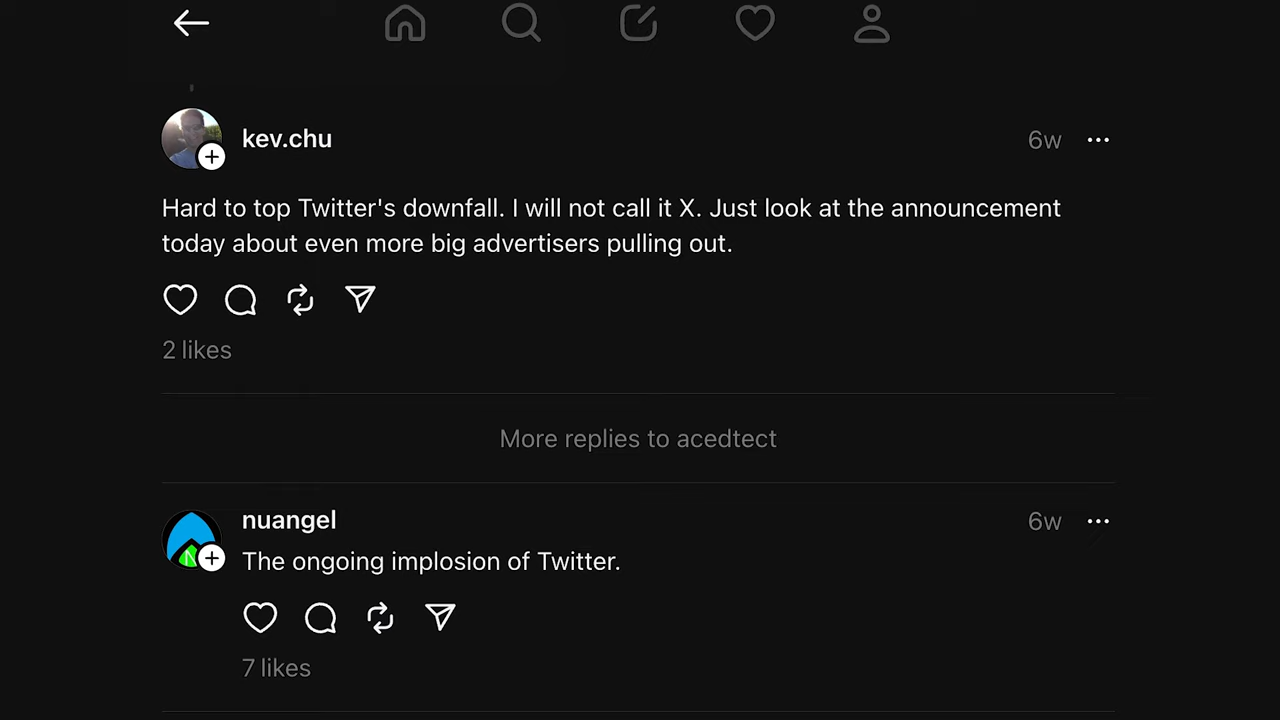 kev.chu
6w
Hard to top Twitter's downfall. I will not call it X. Just look at the announcement
today about even more big advertisers pulling out.
2 likes
More replies to acedtect
nuangel
6w
The ongoing implosion of Twitter.
7 likes